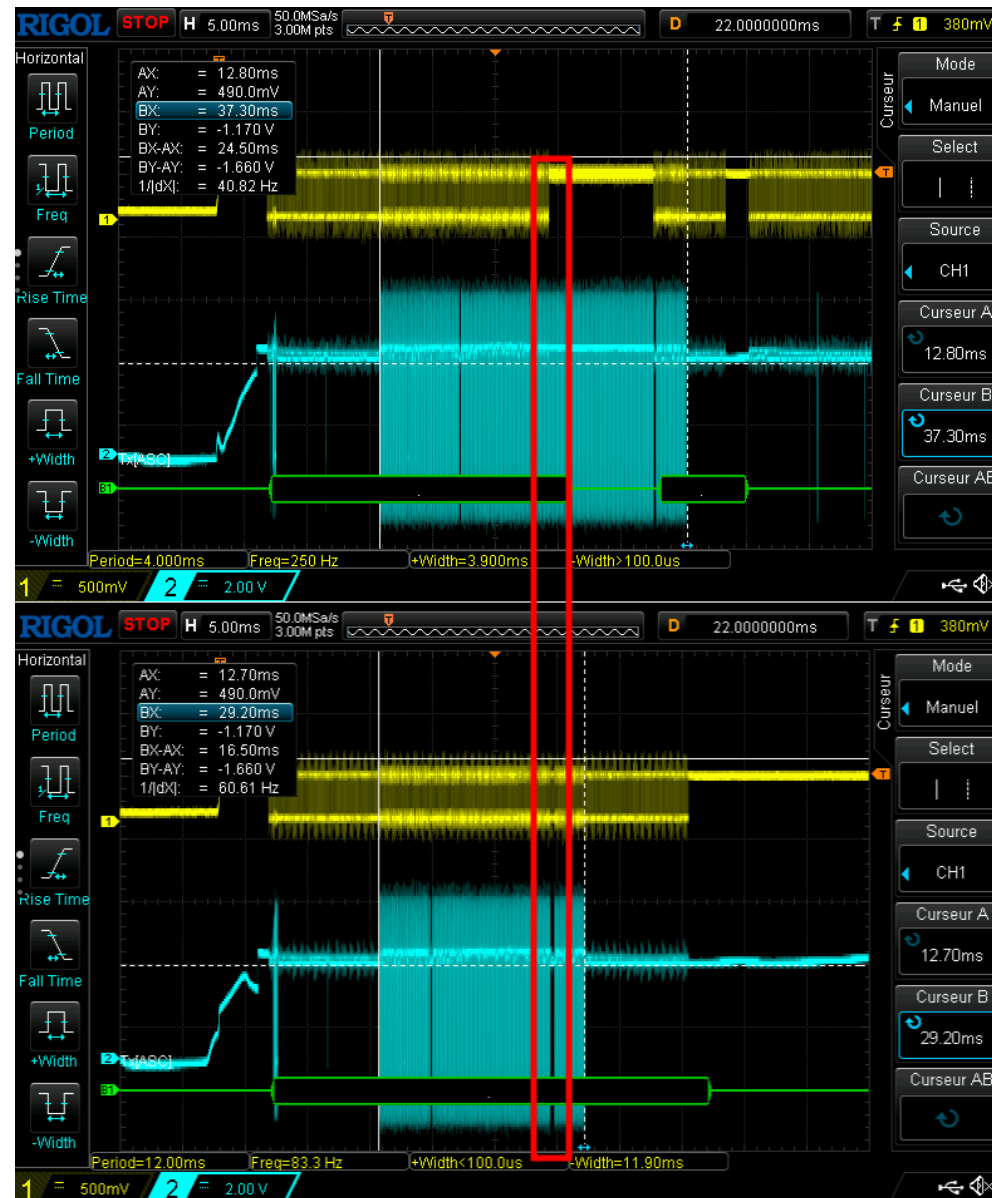 RIGOL STOP H 5.00ms 50.0MSa/s 3.00M pts D 22.0000000ms T 1 380mV
Horizontal
Period
Freq
Rise Time
Fall Time
+Width
-Width
AX: = 12.80ms
AY: = 490.0mV
BX: = 37.30ms
BY: = -1.170 V
BX-AX: = 24.50ms
BY-AY: = -1.660 V
1/|dX|: = 40.82 Hz
T
1
2 Tx[ASC]
B1
Curseur
Mode
Manuel
Select
Source
CH1
Curseur A
12.80ms
Curseur B
37.30ms
Curseur AB
Period=4.000ms Freq=250 Hz +Width=3.900ms -Width>100.0us
1 = 500mV 2 = 2.00 V
RIGOL STOP H 5.00ms 50.0MSa/s 3.00M pts D 22.0000000ms T 1 380mV
Horizontal
Period
Freq
Rise Time
Fall Time
+Width
-Width
AX: = 12.70ms
AY: = 490.0mV
BX: = 29.20ms
BY: = -1.170 V
BX-AX: = 16.50ms
BY-AY: = -1.660 V
1/|dX|: = 60.61 Hz
T
1
2 Tx[ASC]
B1
Curseur
Mode
Manuel
Select
Source
CH1
Curseur A
12.70ms
Curseur B
29.20ms
Curseur AB
Period=12.00ms Freq=83.3 Hz +Width<100.0us -Width=11.90ms
1 = 500mV 2 = 2.00 V